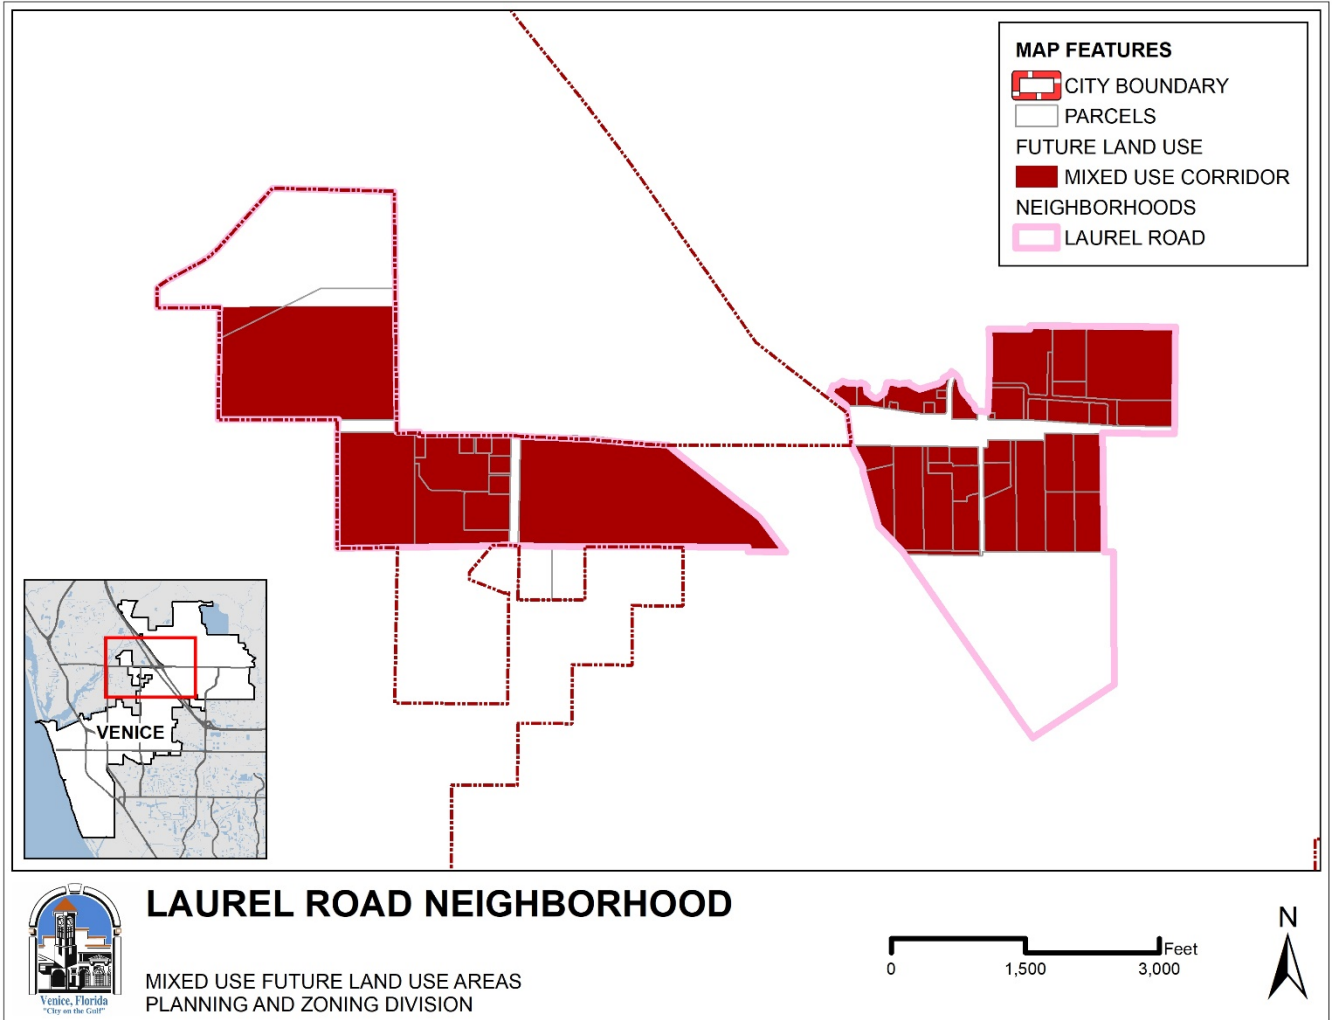 MAP FEATURES
CITY BOUNDARY
PARCELS
FUTURE LAND USE
MIXED USE CORRIDOR
NEIGHBORHOODS
LAUREL ROAD
VENICE
Venice, Florida
"City on the Gulf"
LAUREL ROAD NEIGHBORHOOD
MIXED USE FUTURE LAND USE AREAS
PLANNING AND ZONING DIVISION
Feet
0 1,500 3,000
N